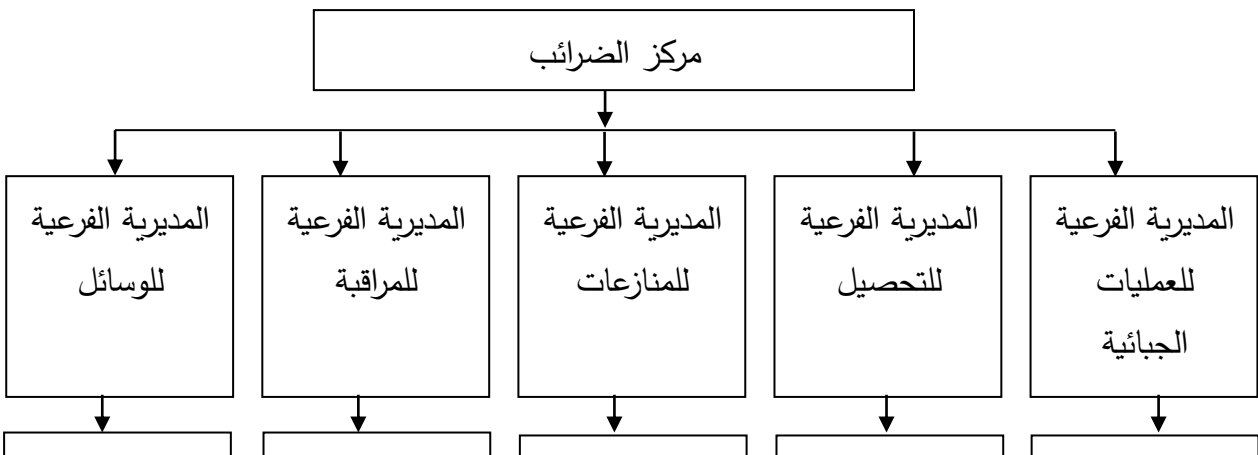 مركز الضرائب
المديرية الفرعية
للعمليات
الجبائية
المديرية الفرعية
للتحصيل
المديرية الفرعية
للمنازعات
المديرية الفرعية
للمراقبة
المديرية الفرعية
للوسائل